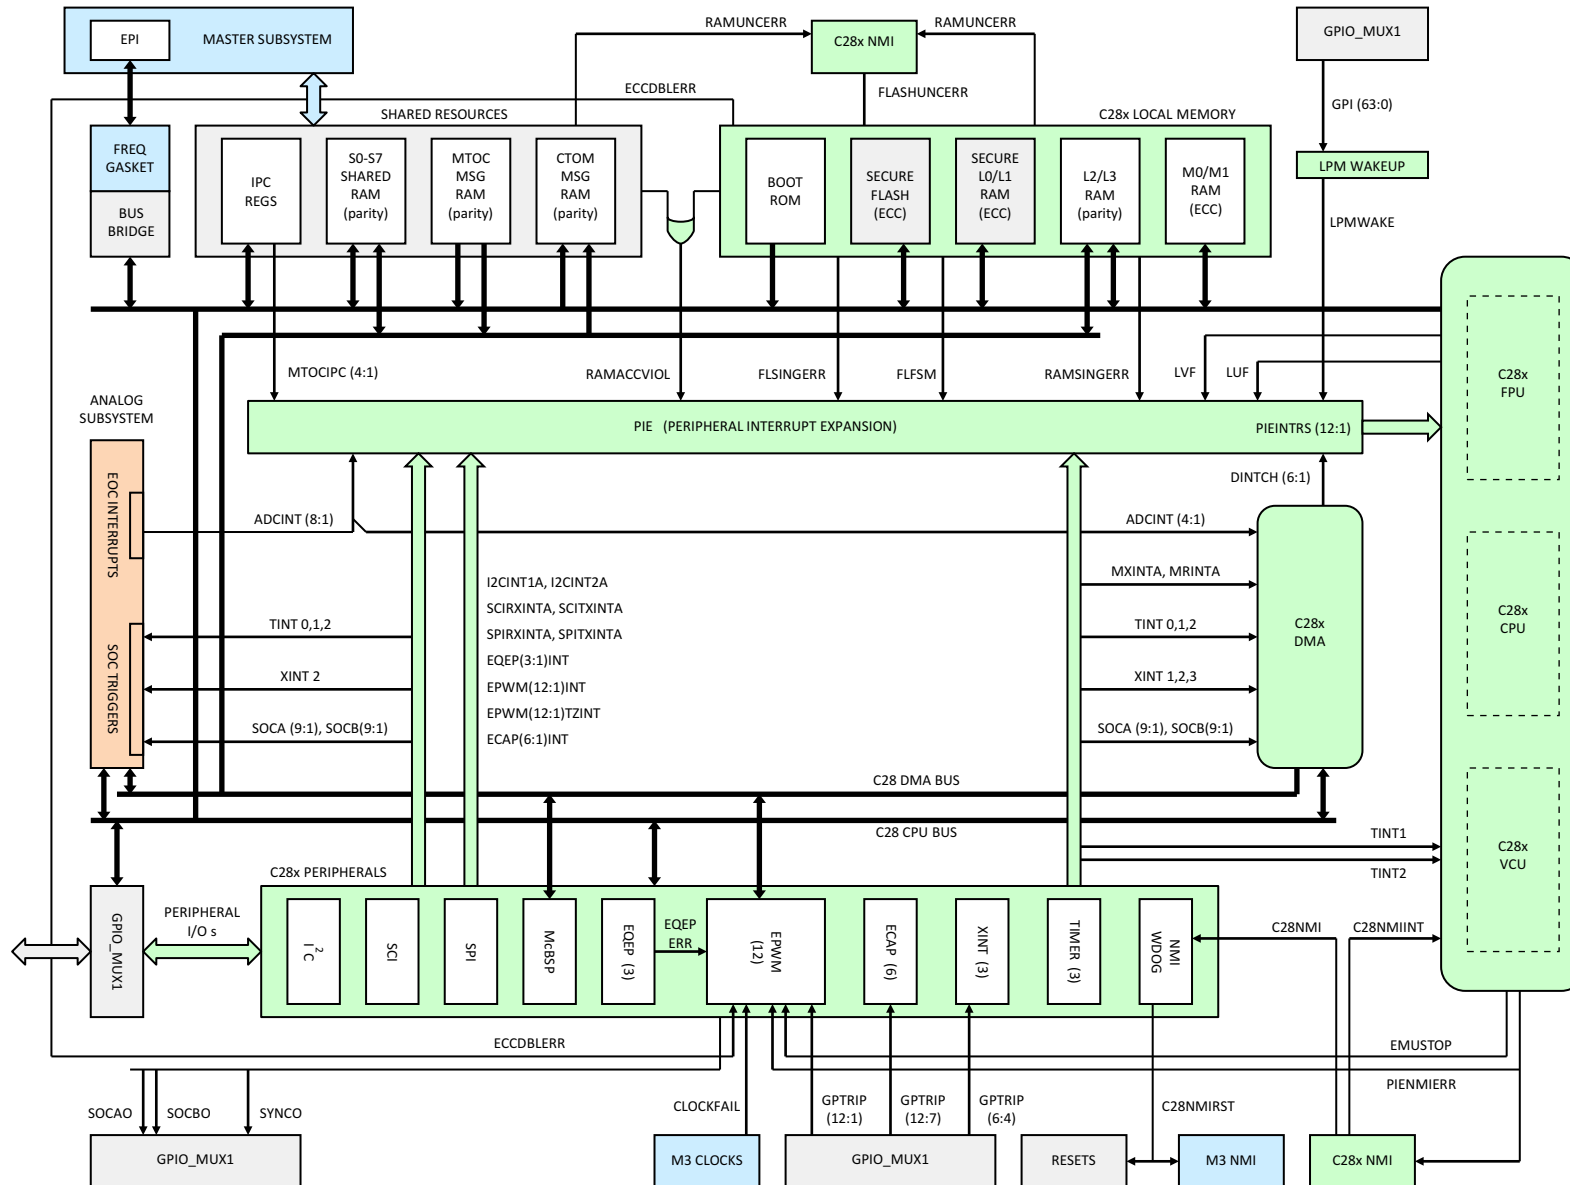 EPI
MASTER SUBSYSTEM
RAMUNCERR
C28x NMI
RAMUNCERR
GPIO_MUX1
ECCDBLERR
FLASHUNCERR
GPI (63:0)
SHARED RESOURCES
C28x LOCAL MEMORY
FREQ
GASKET
BUS
BRIDGE
IPC
REGS
S0-S7
SHARED
RAM
(parity)
MTOC
MSG
RAM
(parity)
CTOM
MSG
RAM
(parity)
BOOT
ROM
SECURE
FLASH
(ECC)
SECURE
L0/L1
RAM
(ECC)
L2/L3
RAM
(parity)
M0/M1
RAM
(ECC)
LPM WAKEUP
LPMWAKE
MTOCIPC (4:1)
RAMACCVIOL
FLSINGERR
FLFSM
RAMSINGERR
LVF
LUF
C28x
FPU
ANALOG
SUBSYSTEM
PIE   (PERIPHERAL INTERRUPT EXPANSION)
PIEINTRS (12:1)
DINTCH (6:1)
EOC INTERRUPTS
ADCINT (8:1)
ADCINT (4:1)
I2CINT1A, I2CINT2A
SCIRXINTA, SCITXINTA
SPIRXINTA, SPITXINTA
EQEP(3:1)INT
EPWM(12:1)INT
EPWM(12:1)TZINT
ECAP(6:1)INT
MXINTA, MRINTA
SOC TRIGGERS
TINT 0,1,2
XINT 2
SOCA (9:1), SOCB(9:1)
TINT 0,1,2
XINT 1,2,3
SOCA (9:1), SOCB(9:1)
C28x
DMA
C28x
CPU
C28 DMA BUS
C28 CPU BUS
TINT1
TINT2
C28x
VCU
C28x PERIPHERALS
GPIO_MUX1
PERIPHERAL
I/O s
I2C
SCI
SPI
McBSP
EQEP (3)
EQEP
ERR
EPWM
(12)
ECAP (6)
XINT (3)
TIMER (3)
NMI
WDOG
C28NMI
C28NMIINT
ECCDBLERR
EMUSTOP
PIENMIERR
SOCAO
SOCBO
SYNCO
CLOCKFAIL
GPTRIP
(12:1)
GPTRIP
(12:7)
GPTRIP
(6:4)
C28NMIRST
GPIO_MUX1
M3 CLOCKS
GPIO_MUX1
RESETS
M3 NMI
C28x NMI